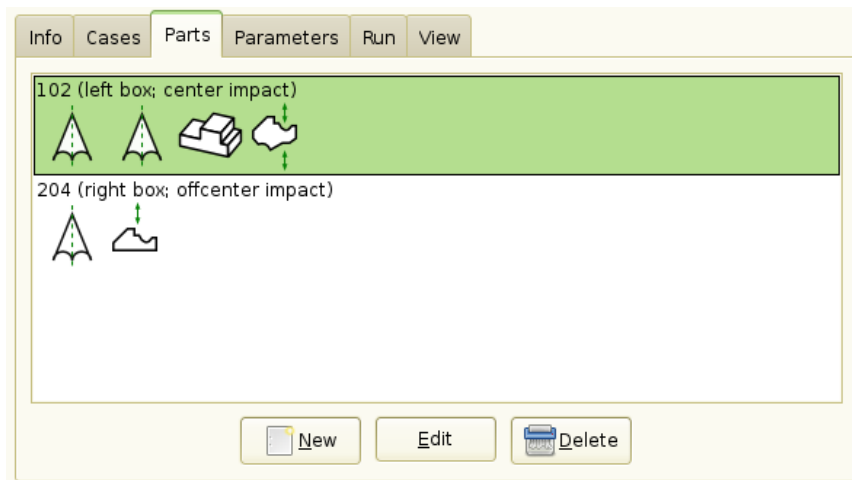 Info Cases Parts Parameters Run View
102 (left box; center impact)
204 (right box; offcenter impact)
New Edit Delete